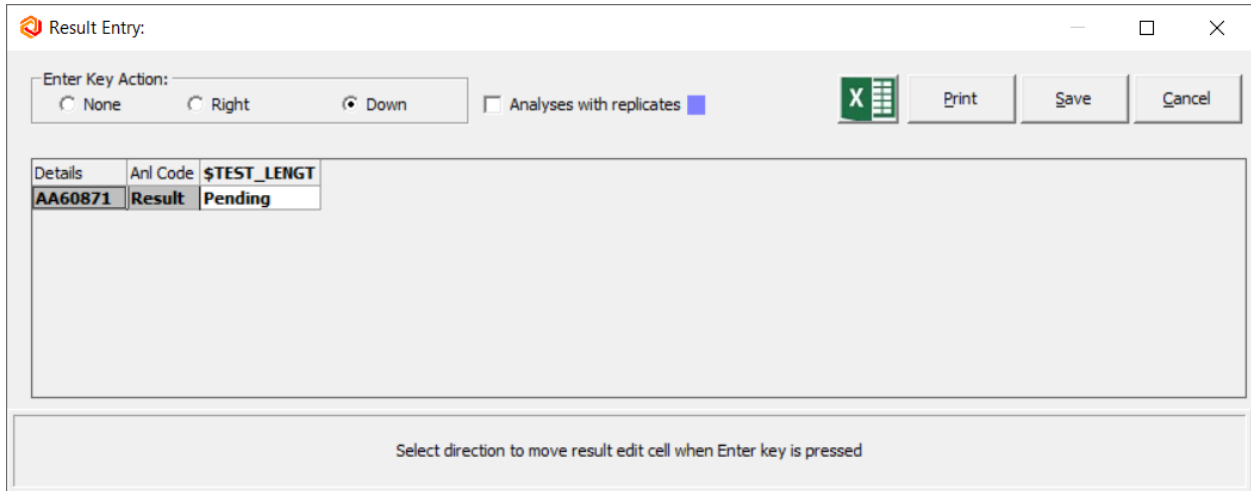 Result Entry:
Enter Key Action:
None Right Down Analyses with replicates X Print Save Cancel
Details Anl Code $TEST_LENGT
AA60871 Result Pending
Select direction to move result edit cell when Enter key is pressed